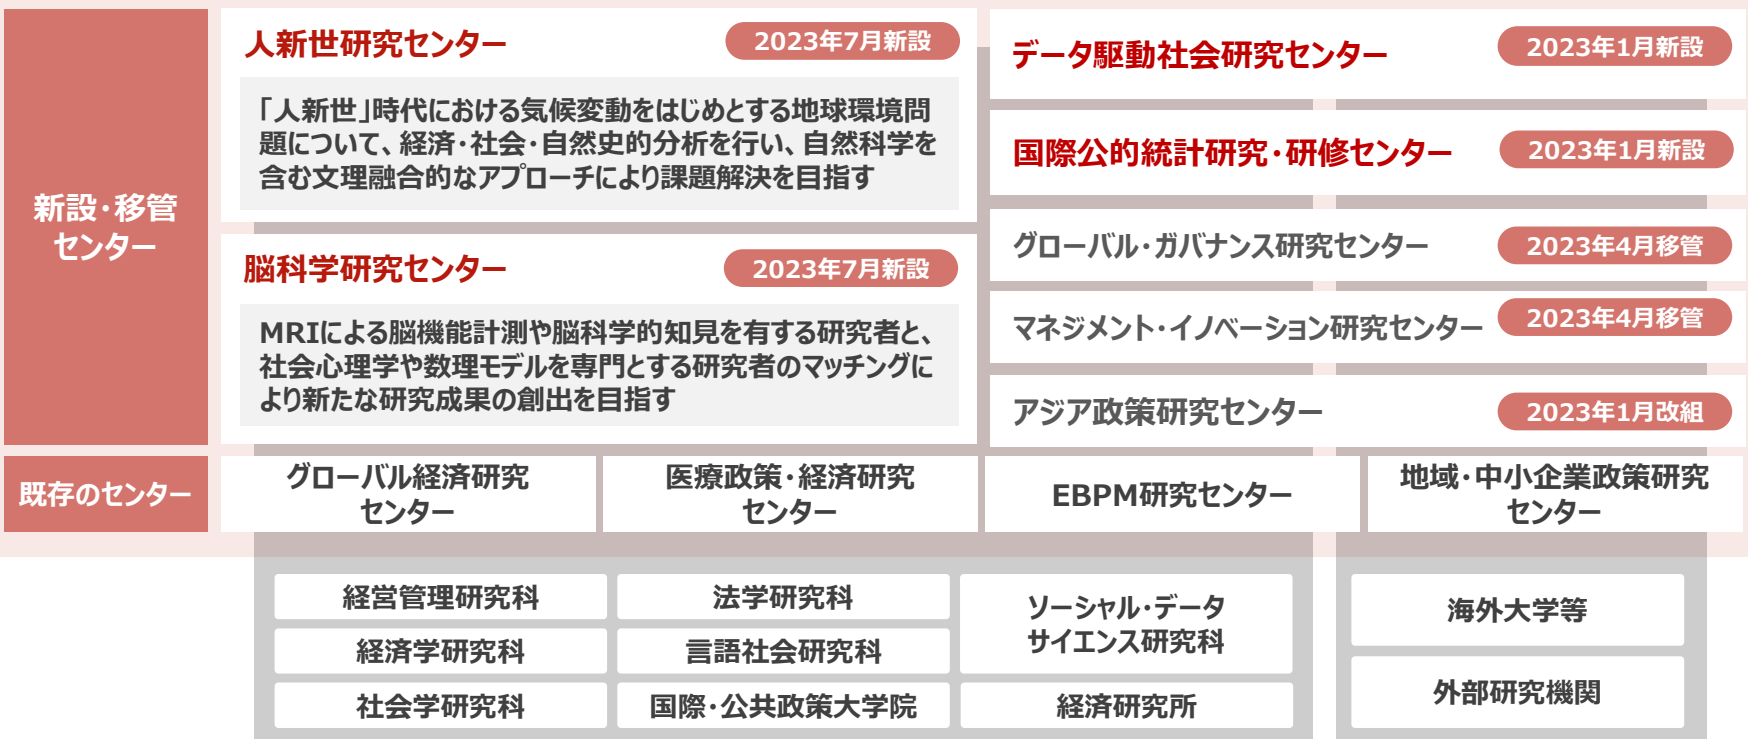 新設・移管
センター
人新世研究センター
2023年7月新設
「人新世」時代における気候変動をはじめとする地球環境問
題について、経済・社会・自然史的分析を行い、自然科学を
含む文理融合的なアプローチにより課題解決を目指す
脳科学研究センター
2023年7月新設
MRIによる脳機能計測や脳科学的知見を有する研究者と、
社会心理学や数理モデルを専門とする研究者のマッチングに
より新たな研究成果の創出を目指す
データ駆動社会研究センター
2023年1月新設
国際公的統計研究・研修センター
2023年1月新設
グローバル・ガバナンス研究センター
2023年4月移管
マネジメント・イノベーション研究センター
2023年4月移管
アジア政策研究センター
2023年1月改組
既存のセンター
グローバル経済研究
センター
医療政策・経済研究
センター
EBPM研究センター
地域・中小企業政策研究
センター
経営管理研究科
法学研究科
ソーシャル・データ
サイエンス研究科
経済学研究科
言語社会研究科
社会学研究科
国際・公共政策大学院
経済研究所
海外大学等
外部研究機関